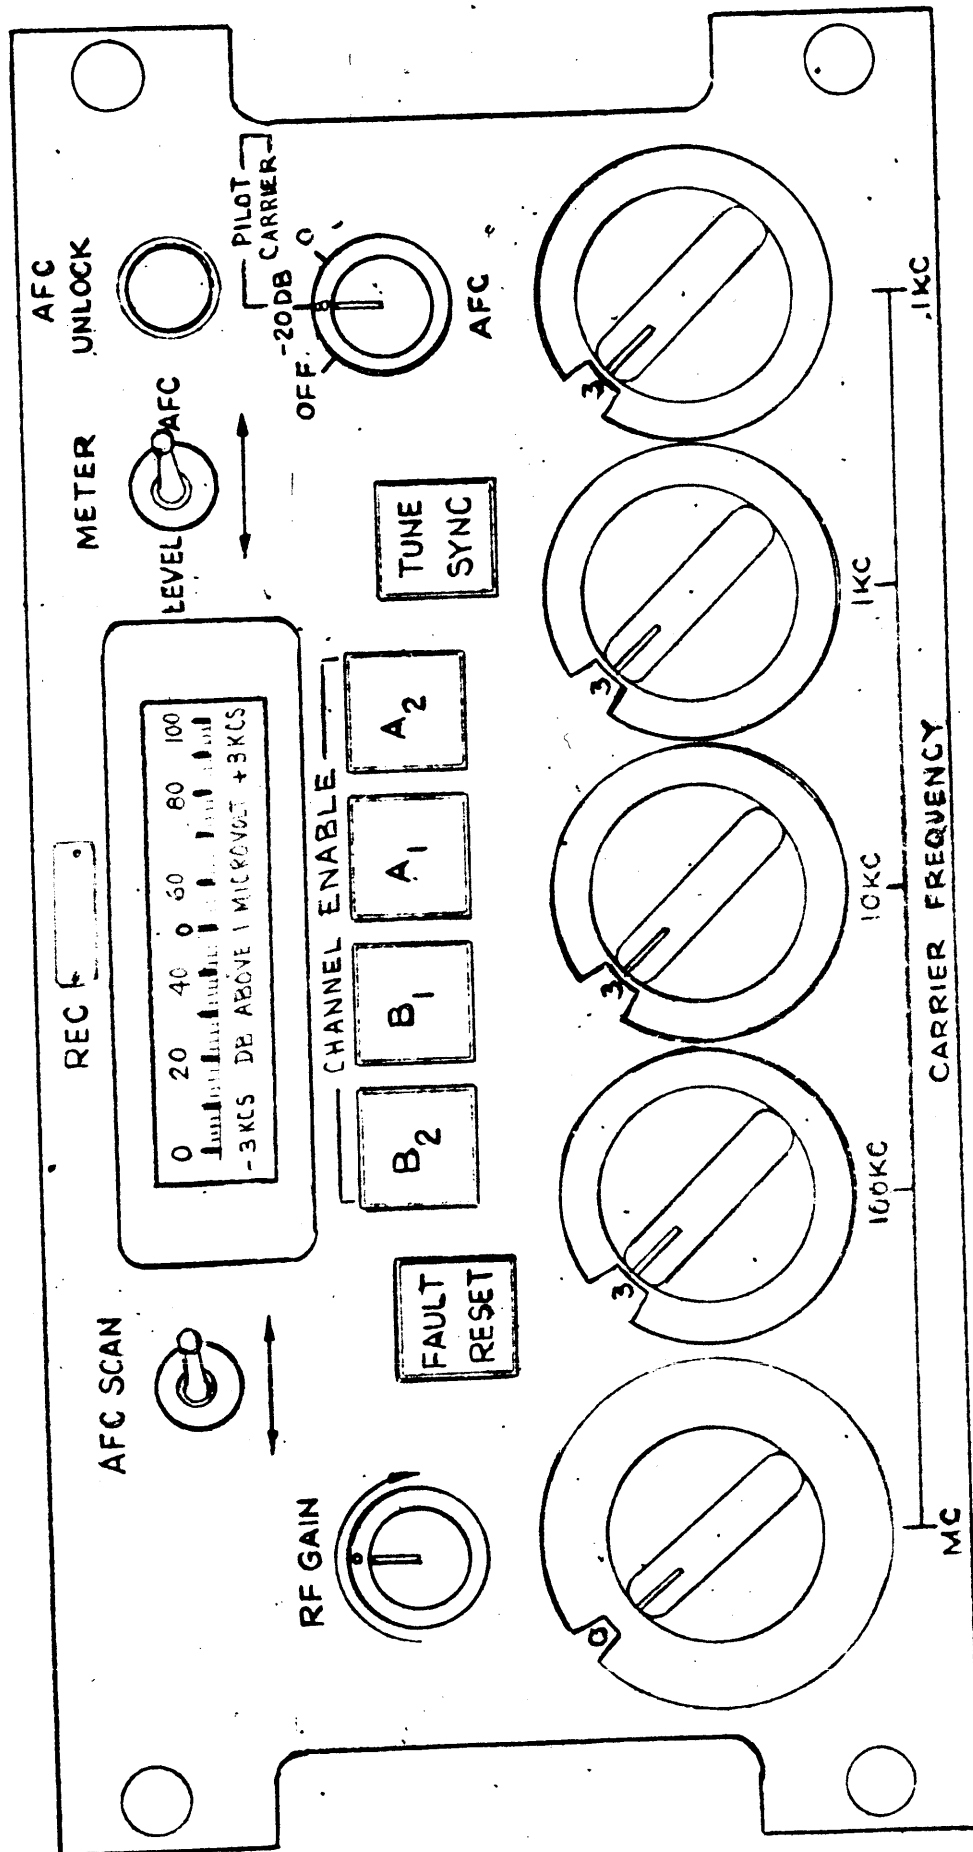 REC
AFC SCAN
METER
AFC
UNLOCK
0 20 40 0 60 80 100
-3KCS DB ABOVE 1 MICROVOLT +3KCS
LEVEL
AFC
PILOT
CARRIER
OFF
-20DB
0
AFC
RF GAIN
CHANNEL ENABLE
FAULT
RESET
B2
B1
A1
A2
TUNE
SYNC
0
3
3
3
3
MC
100KC
10KC
1KC
.1KC
CARRIER FREQUENCY